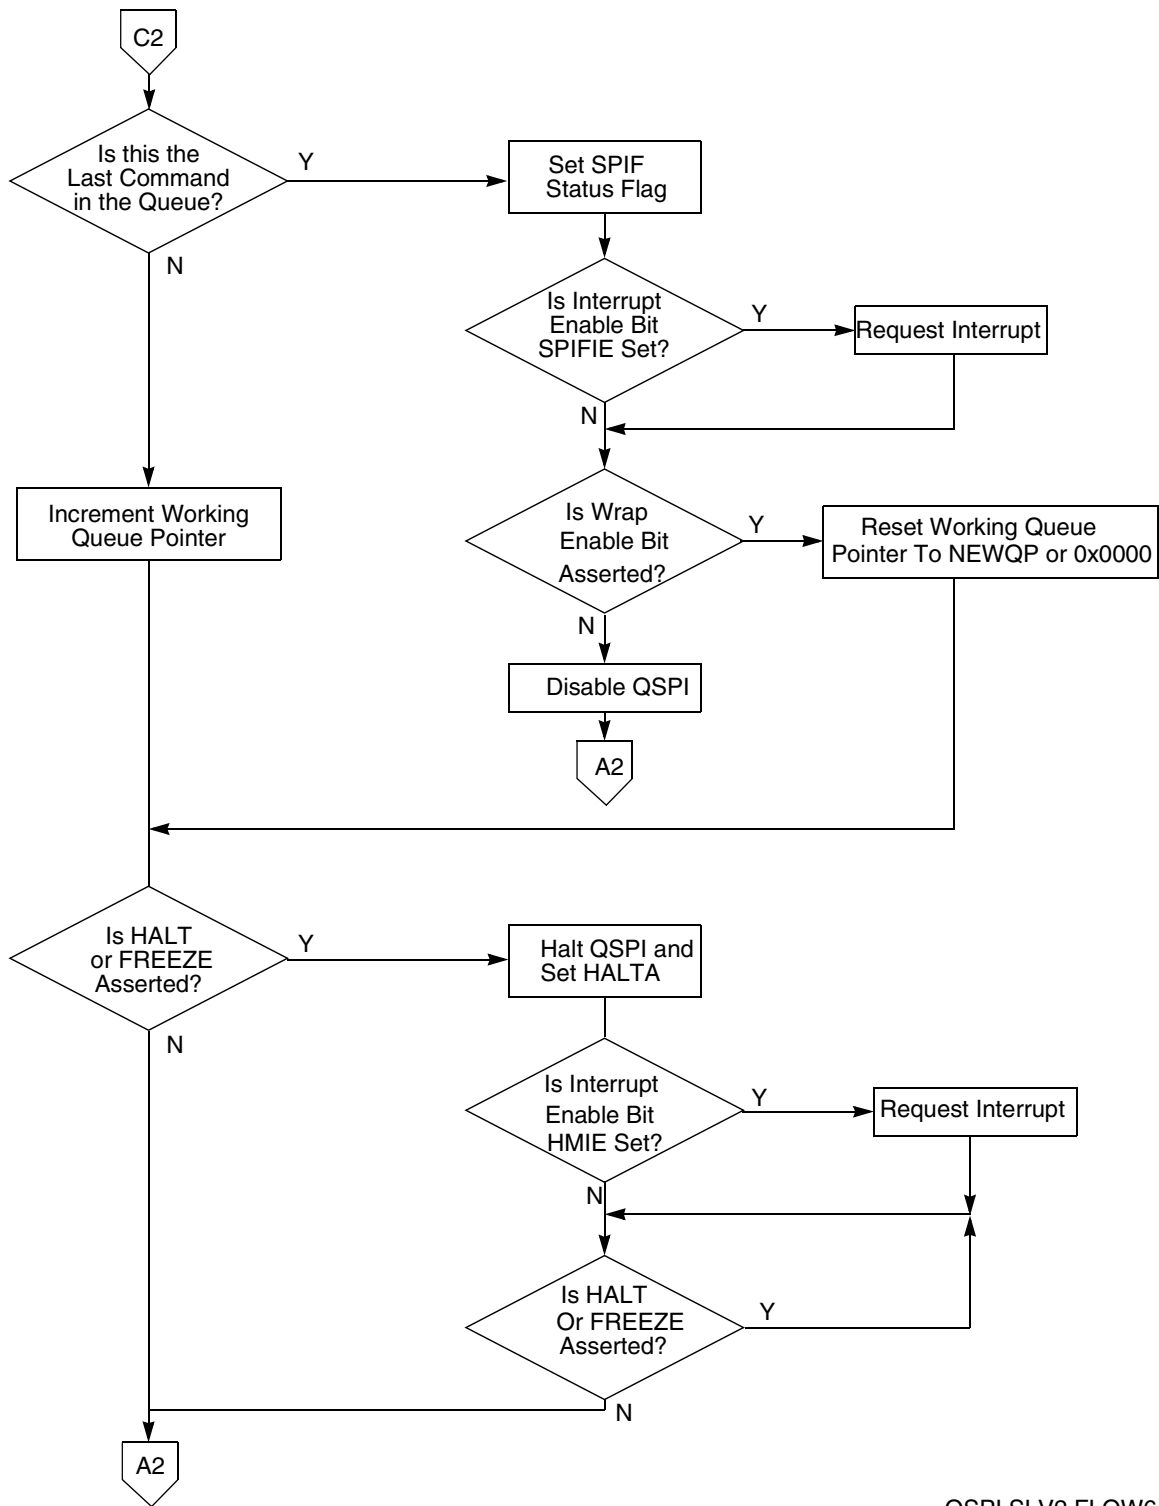 C2
Is this the
Last Command
in the Queue?
Y
N
Set SPIF
Status Flag
Is Interrupt
Enable Bit
SPIFIE Set?
Y
Request Interrupt
N
Increment Working
Queue Pointer
Is Wrap
Enable Bit
Asserted?
Y
Reset Working Queue
Pointer To NEWQP or 0x0000
N
Disable QSPI
A2
Is HALT
or FREEZE
Asserted?
Y
N
Halt QSPI and
Set HALTA
Is Interrupt
Enable Bit
HMIE Set?
Y
Request Interrupt
N
Is HALT
Or FREEZE
Asserted?
Y
N
A2